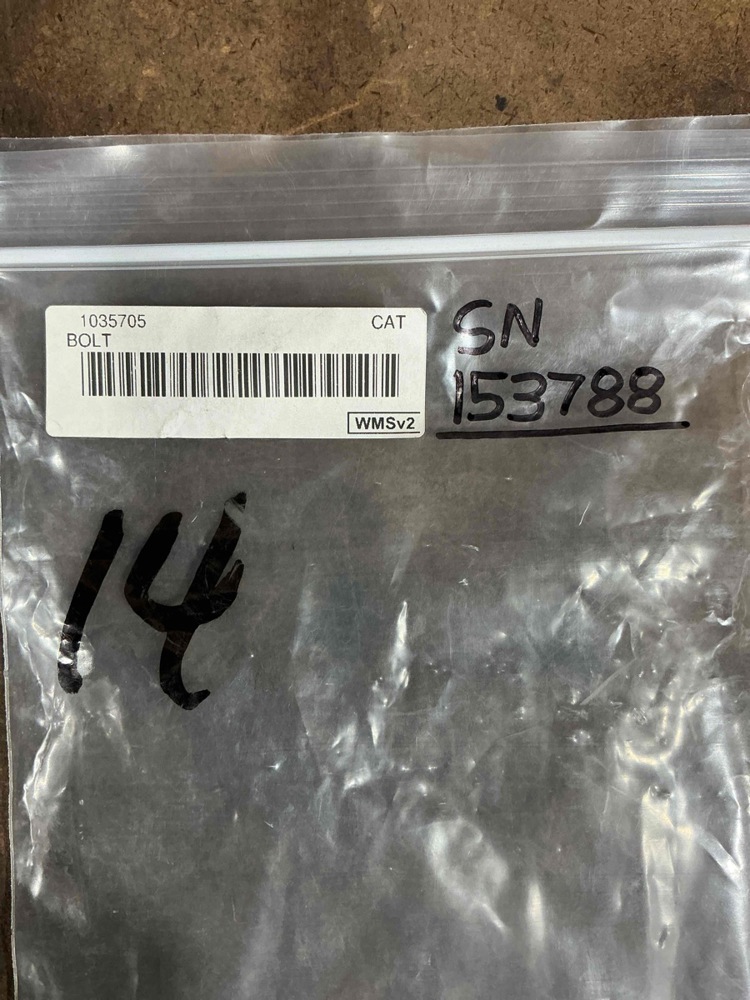 1035705 CAT
BOLT
WMSv2
SN
153788
14